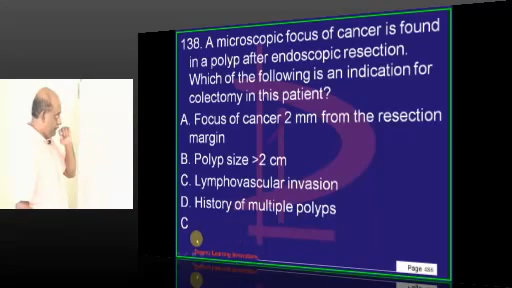 138. A microscopic focus of cancer is found
in a polyp after endoscopic resection.
Which of the following is an indication for
colectomy in this patient?
A. Focus of cancer 2 mm from the resection
margin
B. Polyp size >2 cm
C. Lymphovascular invasion
D. History of multiple polyps
C
Page 486